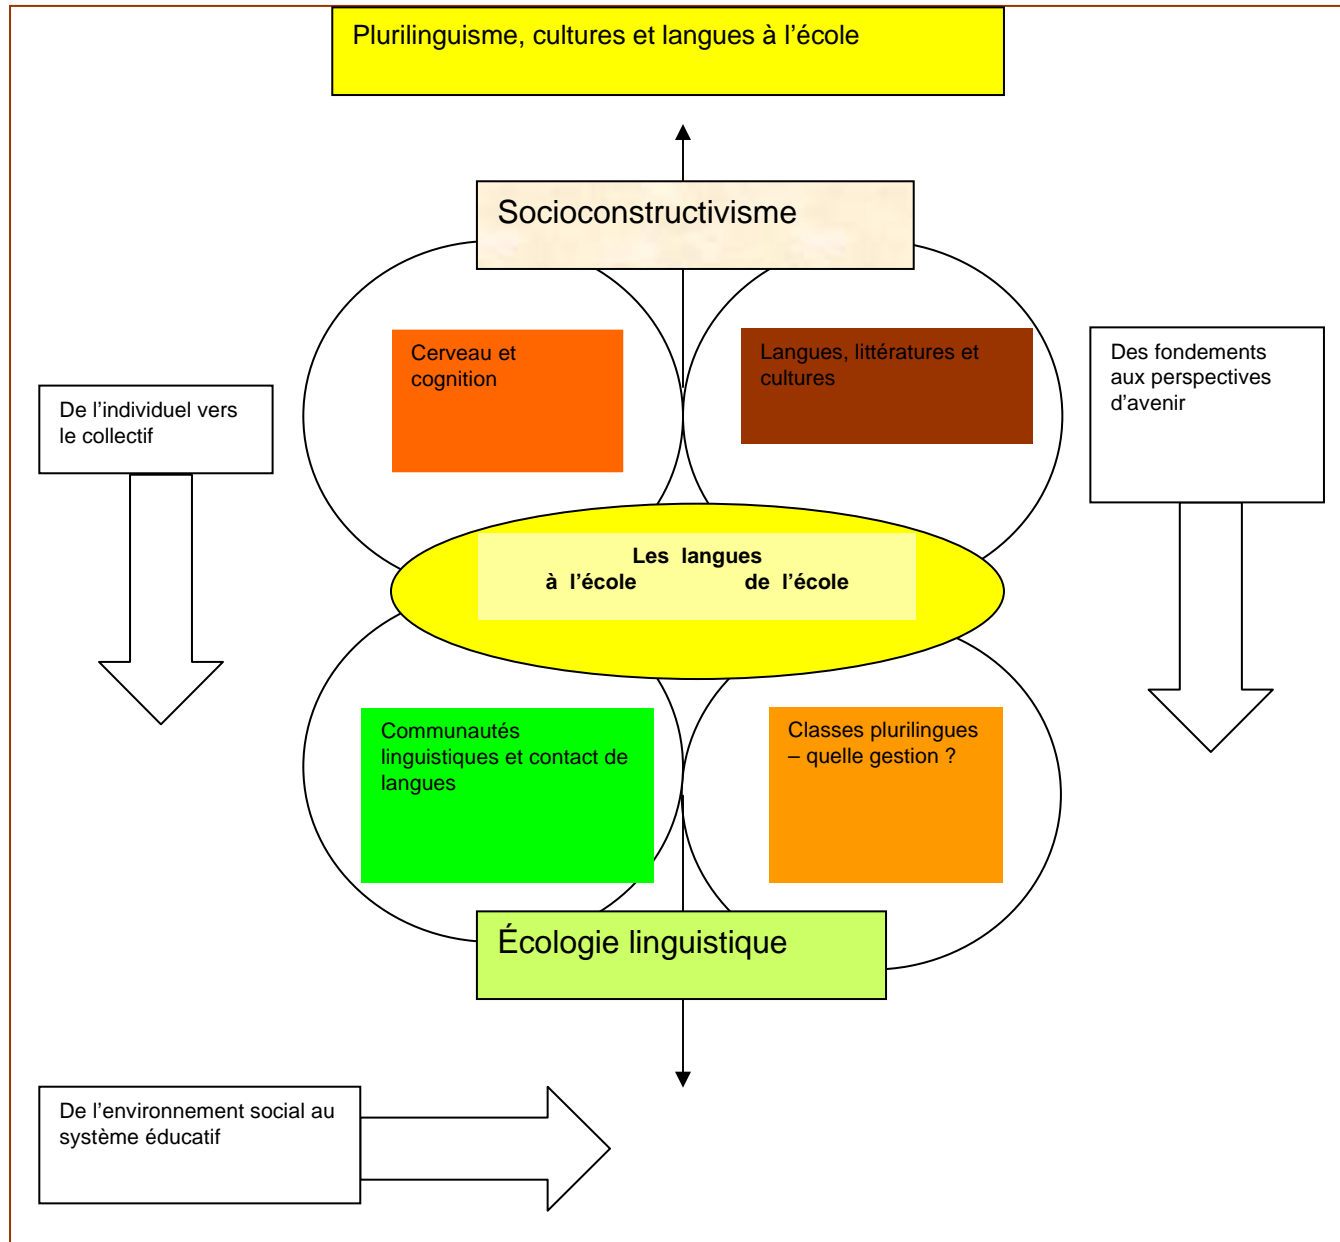 Plurilinguisme, cultures et langues à l’école
Socioconstructivisme
Cerveau et
cognition
Langues, littératures et
cultures
Des fondements
aux perspectives
d’avenir
De l’individuel vers
le collectif
Les langues
à l’école de l’école
Communautés
linguistiques et contact de
langues
Classes plurilingues
– quelle gestion ?
Écologie linguistique
De l’environnement social au
système éducatif